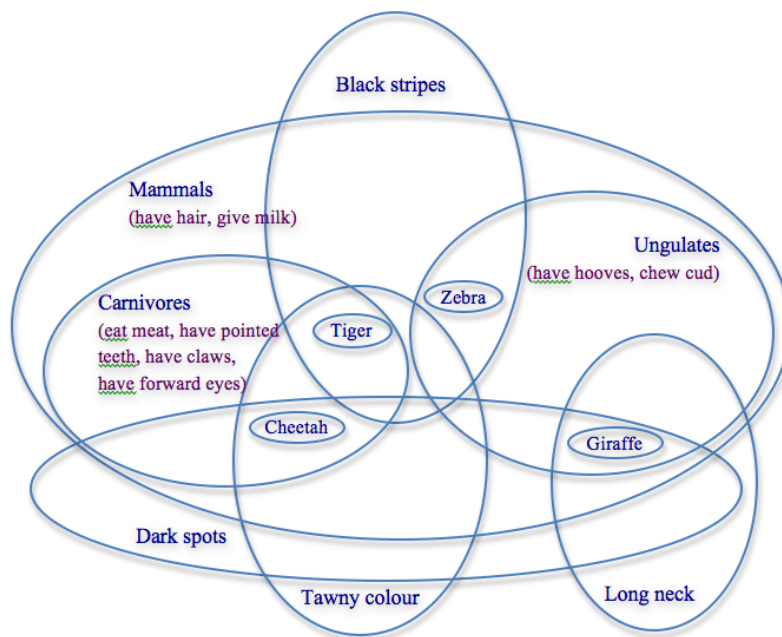 Black stripes
Mammals
(have hair, give milk)
Ungulates
(have hooves, chew cud)
Zebra
Carnivores
(eat meat, have pointed
teeth, have claws,
have forward eyes)
Tiger
Cheetah
Giraffe
Dark spots
Tawny colour
Long neck